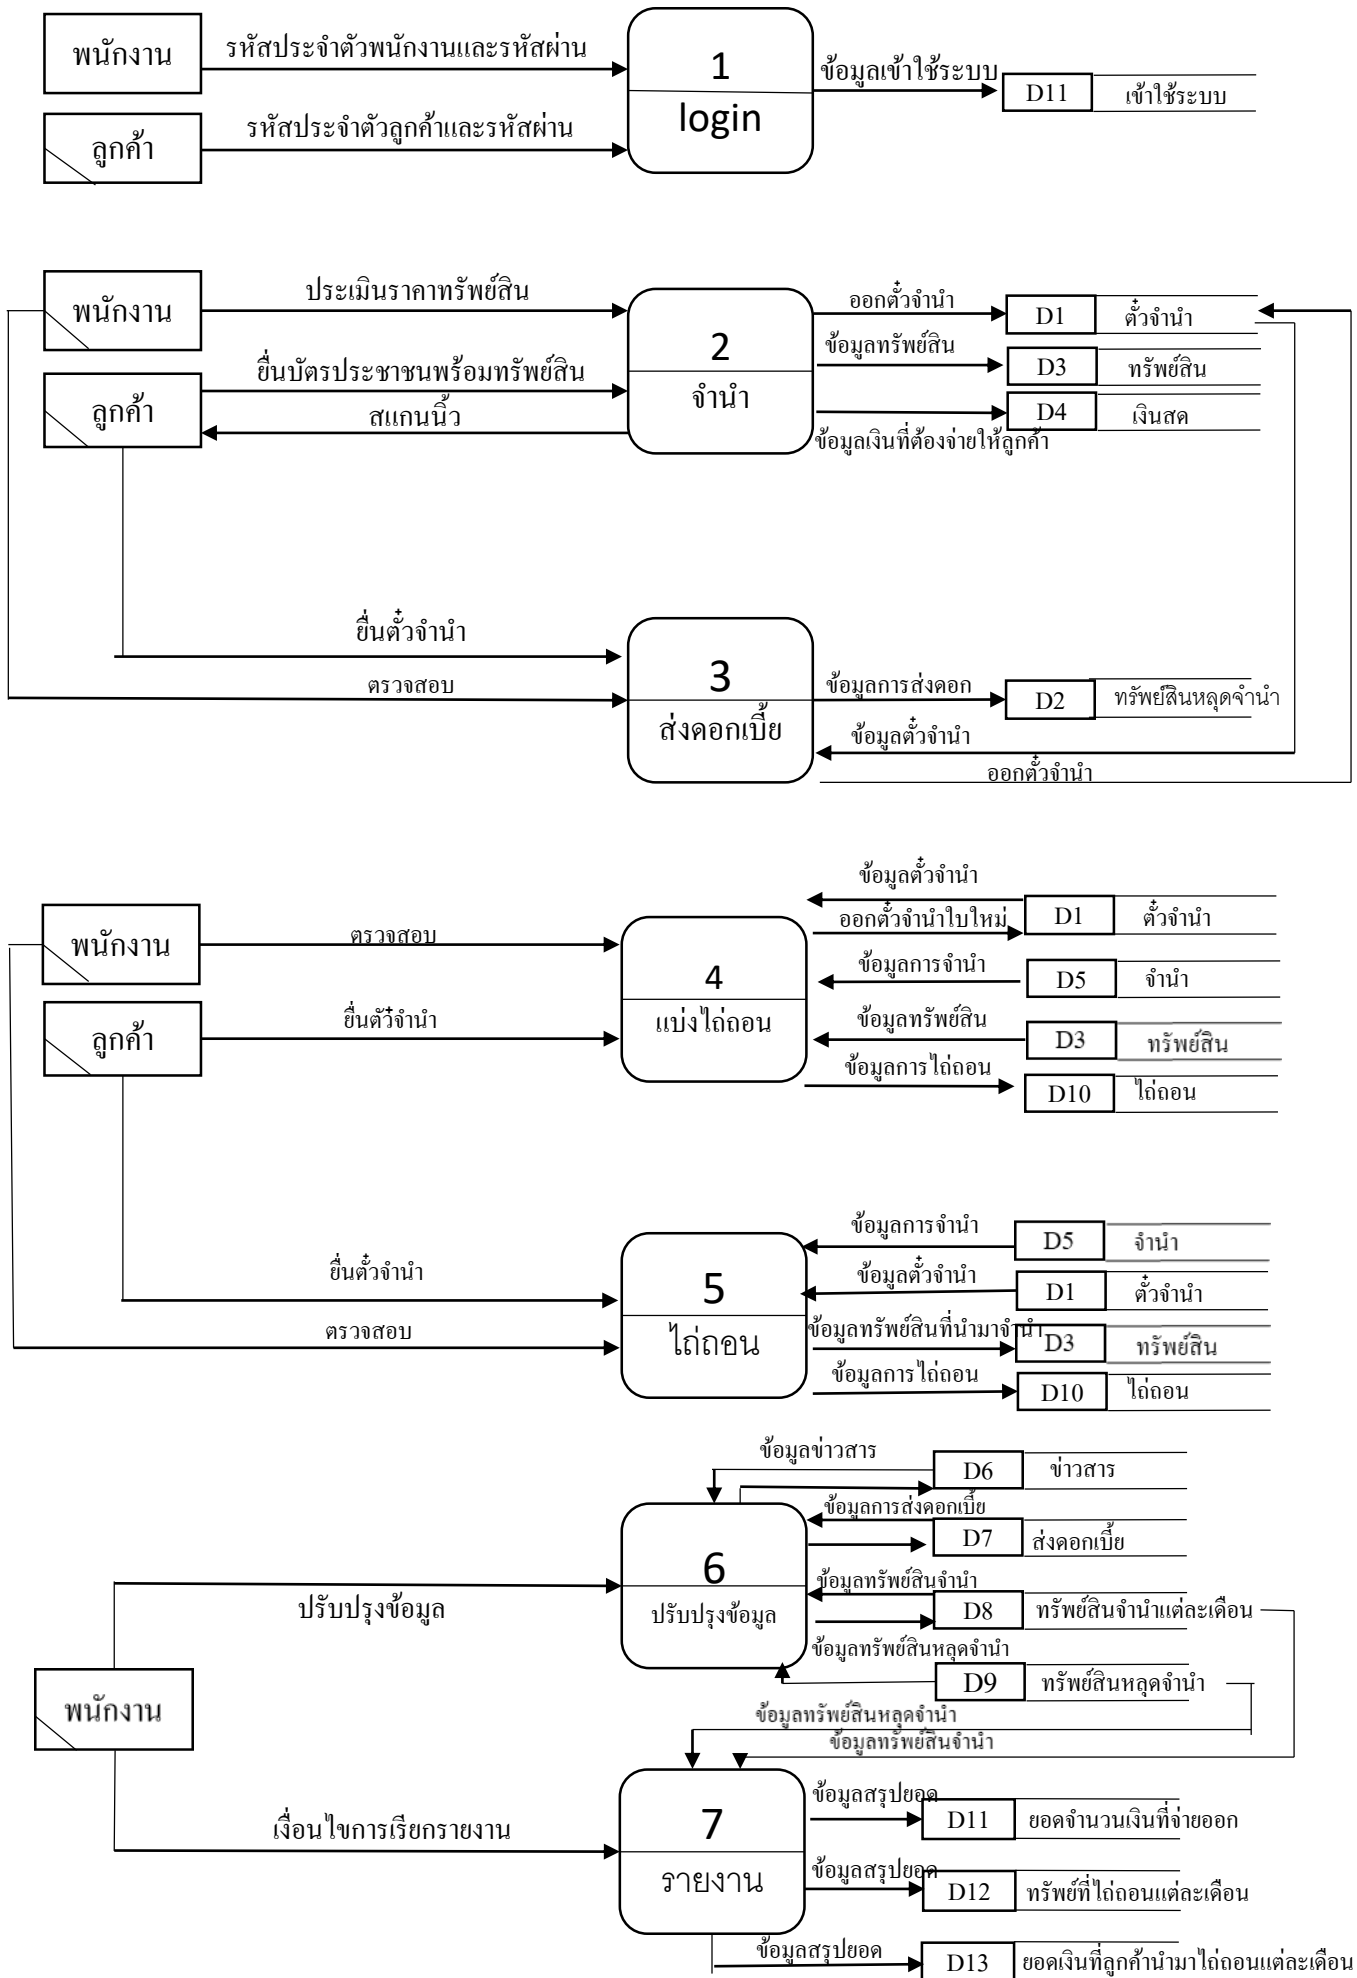 พนักงาน
รหัสประจำตัวพนักงานและรหัสผ่าน
1
login
ข้อมูลเข้าใช้ระบบ
D11
เข้าใช้ระบบ
ลูกค้า
รหัสประจำตัวลูกค้าและรหัสผ่าน
พนักงาน
ประเมินราคาทรัพย์สิน
2
จำนำ
ออกตั๋วจำนำ
D1
ตั๋วจำนำ
ข้อมูลทรัพย์สิน
D3
ทรัพย์สิน
ลูกค้า
ยื่นบัตรประชาชนพร้อมทรัพย์สิน
สแกนนิ้ว
D4
เงินสด
ข้อมูลเงินที่ต้องจ่ายให้ลูกค้า
ยื่นตั๋วจำนำ
ตรวจสอบ
3
ส่งดอกเบี้ย
ข้อมูลการส่งดอก
D2
ทรัพย์สินหลุดจำนำ
ข้อมูลตั๋วจำนำ
ออกตั๋วจำนำ
พนักงาน
ตรวจสอบ
4
แบ่งไถ่ถอน
ข้อมูลตั๋วจำนำ
ออกตั๋วจำนำใบใหม่
D1
ตั๋วจำนำ
ข้อมูลการจำนำ
D5
จำนำ
ลูกค้า
ยื่นตั๋วจำนำ
ข้อมูลทรัพย์สิน
D3
ทรัพย์สิน
ข้อมูลการไถ่ถอน
D10
ไถ่ถอน
ยื่นตั๋วจำนำ
ตรวจสอบ
5
ไถ่ถอน
ข้อมูลการจำนำ
D5
จำนำ
ข้อมูลตั๋วจำนำ
D1
ตั๋วจำนำ
ข้อมูลทรัพย์สินที่นำมาจำนำ
D3
ทรัพย์สิน
ข้อมูลการไถ่ถอน
D10
ไถ่ถอน
ข้อมูลข่าวสาร
D6
ข่าวสาร
ข้อมูลการส่งดอกเบี้ย
D7
ส่งดอกเบี้ย
6
ปรับปรุงข้อมูล
ปรับปรุงข้อมูล
ข้อมูลทรัพย์สินจำนำ
D8
ทรัพย์สินจำนำแต่ละเดือน
ข้อมูลทรัพย์สินหลุดจำนำ
D9
ทรัพย์สินหลุดจำนำ
พนักงาน
ข้อมูลทรัพย์สินหลุดจำนำ
ข้อมูลทรัพย์สินจำนำ
เงื่อนไขการเรียกรายงาน
7
รายงาน
ข้อมูลสรุปยอด
D11
ยอดจำนวนเงินที่จ่ายออก
ข้อมูลสรุปยอด
D12
ทรัพย์ที่ไถ่ถอนแต่ละเดือน
ข้อมูลสรุปยอด
D13
ยอดเงินที่ลูกค้านำมาไถ่ถอนแต่ละเดือน